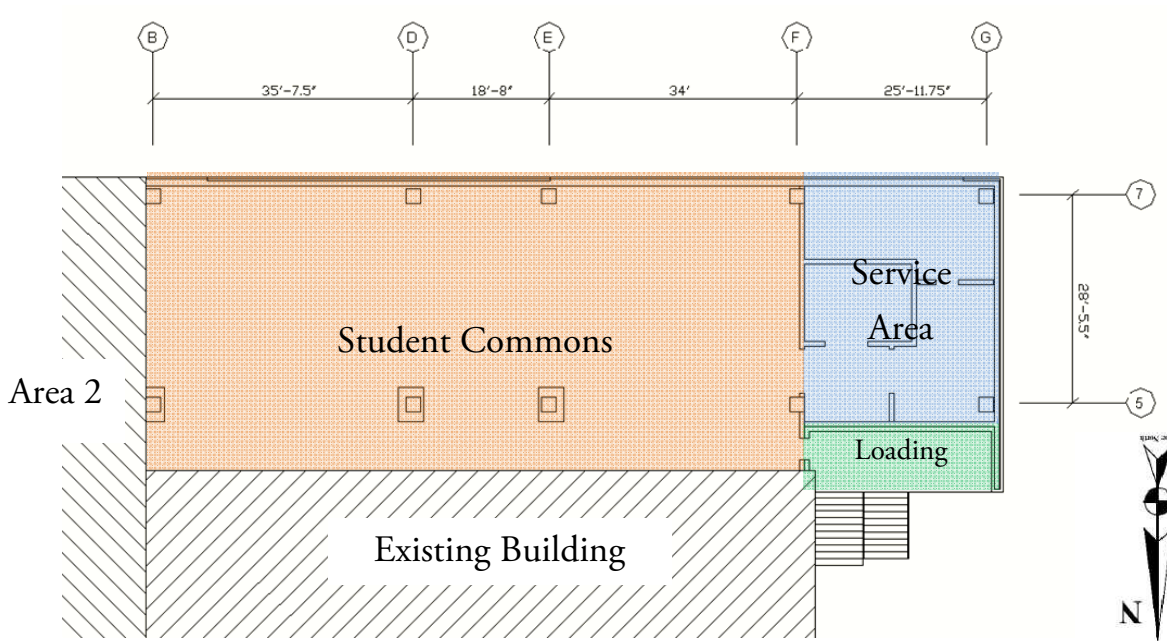 B D E F G
35'-7.5" 18'-8" 34' 25'-11.75"
7
Service
28'-5.5"
Area
Student Commons
Area 2
5
Loading
Existing Building
N